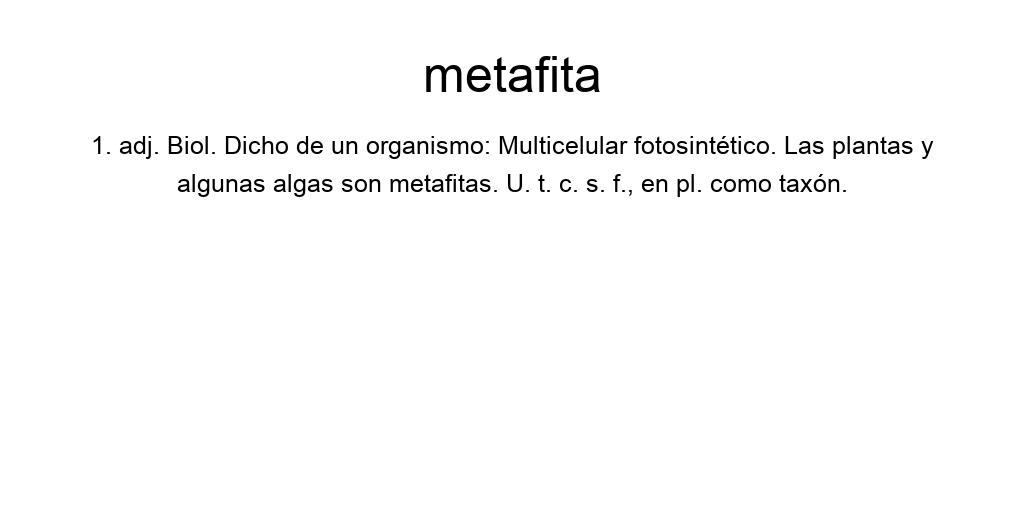 metafita
1. adj. Biol. Dicho de un organismo: Multicelular fotosintético. Las plantas y
algunas algas son metafitas. U. t. c. s. f., en pl. como taxón.